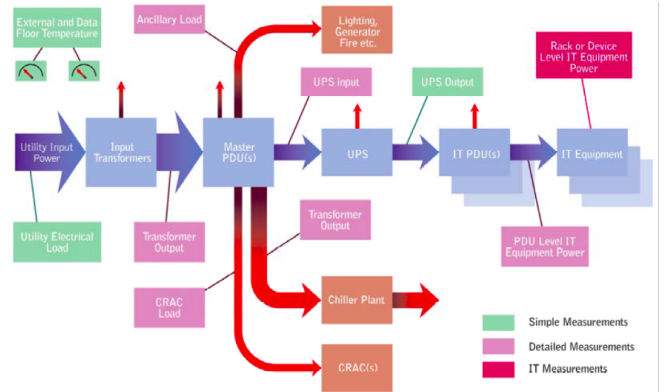 External and Data
Floor Temperature
Ancillary Load
Lighting,
Generator
Fire etc.
UPS input
UPS Output
Rack or Device
Level IT Equipment
Power
Utility Input
Power
Input
Transformers
Master
PDU(s)
UPS
IT PDU(s)
IT Equipment
Utility Electrical
Load
Transformer
Output
Transformer
Output
PDU Level IT
Equipment Power
CRAC
Load
Chiller Plant
CRAC(s)
Simple Measurements
Detailed Measurements
IT Measurements